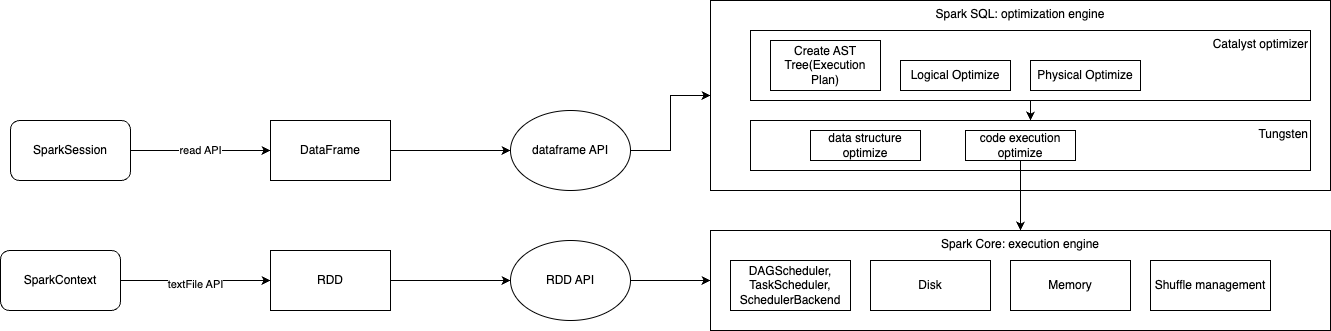 Spark SQL: optimization engine
Catalyst optimizer
Create AST
Tree(Execution
Plan)
Logical Optimize
Physical Optimize
Tungsten
data structure
optimize
code execution
optimize
SparkSession
read API
DataFrame
dataframe API
Spark Core: execution engine
SparkContext
textFile API
RDD
RDD API
DAGScheduler,
TaskScheduler,
SchedulerBackend
Disk
Memory
Shuffle management